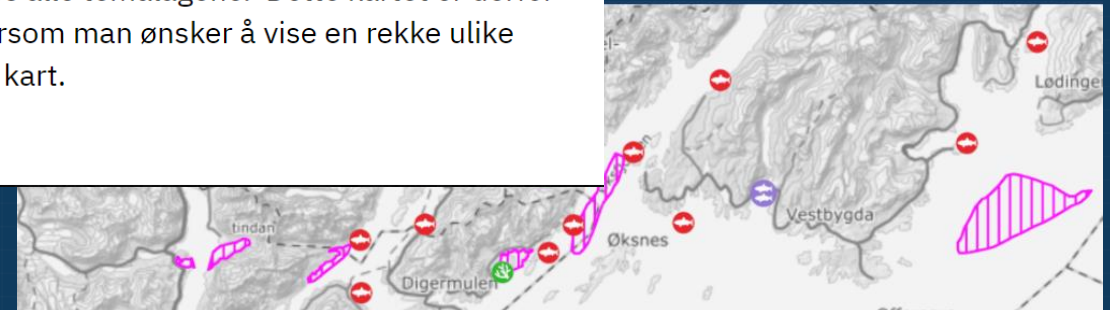 rsom man ønsker å vise en rekke ulike
kart.
Lødinge
tindan
Vestbygda
Øksnes
Digermulen